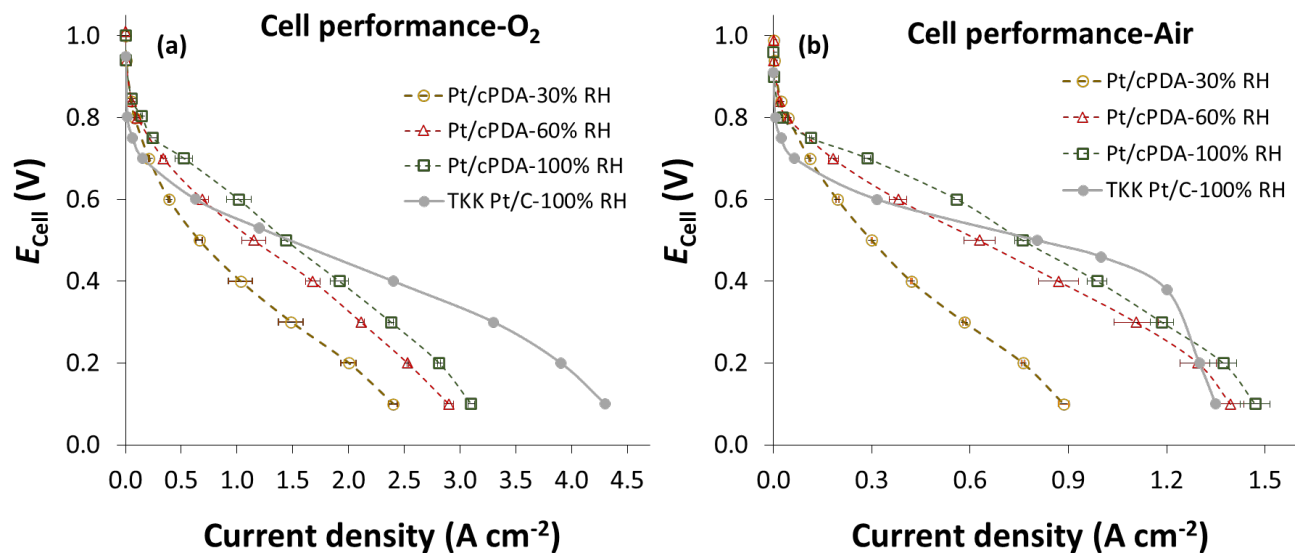 Cell performance-O2
(a)
Pt/cPDA-30% RH
Pt/cPDA-60% RH
Pt/cPDA-100% RH
TKK Pt/C-100% RH
ECell (V)
1.0
0.8
0.6
0.4
0.2
0.0
0.0 0.5 1.0 1.5 2.0 2.5 3.0 3.5 4.0 4.5
Current density (A cm-2)
Cell performance-Air
(b)
Pt/cPDA-30% RH
Pt/cPDA-60% RH
Pt/cPDA-100% RH
TKK Pt/C-100% RH
ECell (V)
1.0
0.8
0.6
0.4
0.2
0.0
0.0 0.3 0.6 0.9 1.2 1.5
Current density (A cm-2)